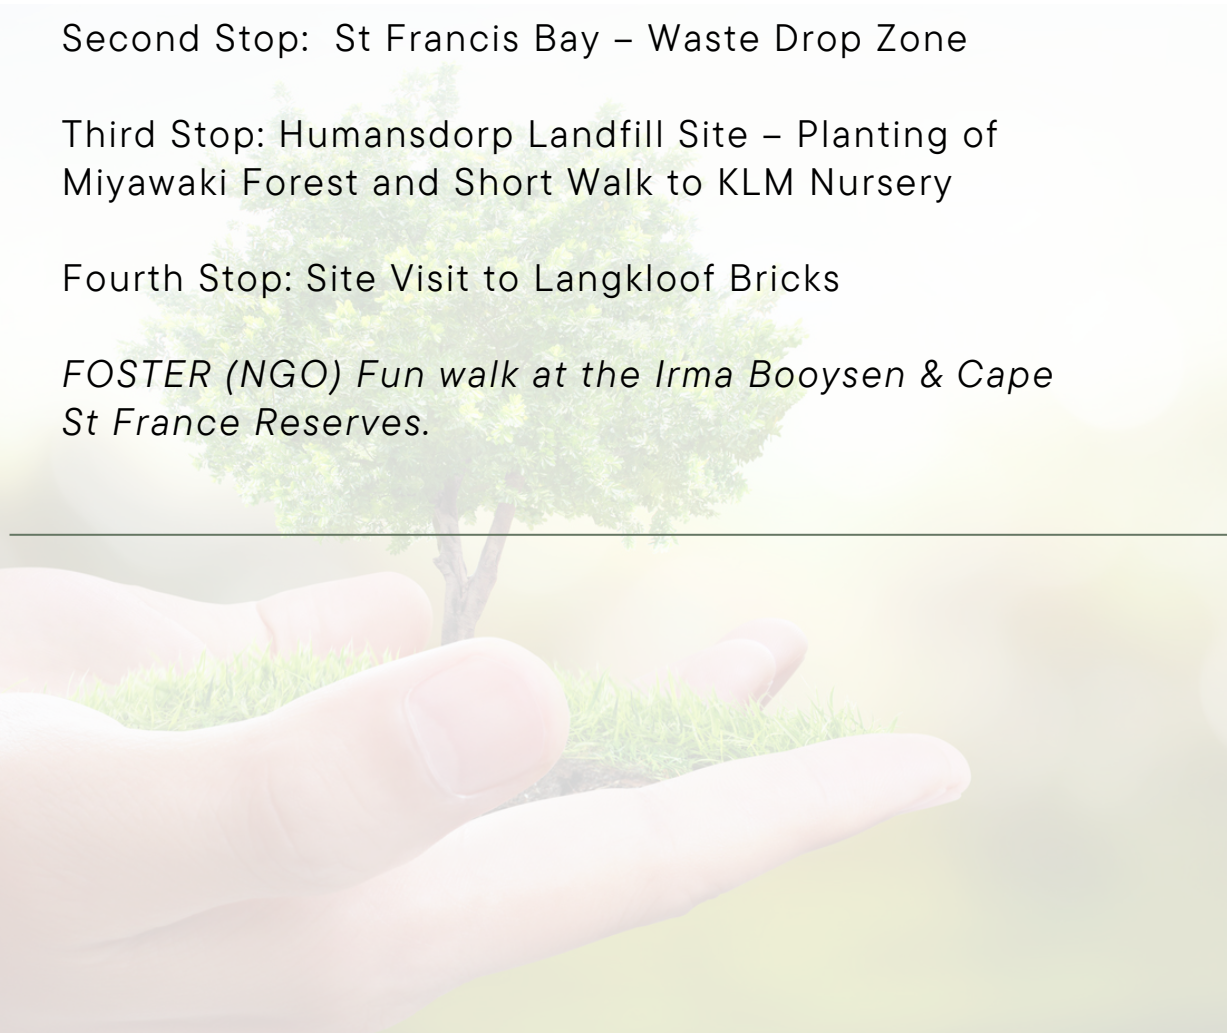 Second Stop:  St Francis Bay – Waste Drop Zone
Third Stop: Humansdorp Landfill Site – Planting of
Miyawaki Forest and Short Walk to KLM Nursery
Fourth Stop: Site Visit to Langkloof Bricks
FOSTER (NGO) Fun walk at the Irma Booysen & Cape
St France Reserves.